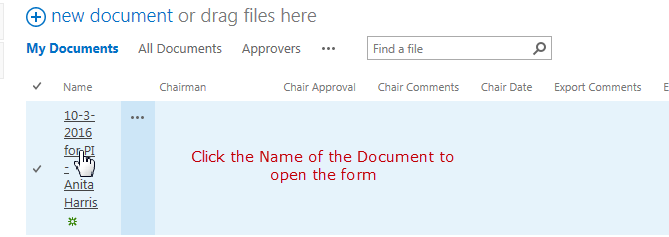 new document or drag files here
My Documents All Documents Approvers ••• Find a file
Name Chairman Chair Approval Chair Comments Chair Date Export Comments E
10-3-
2016
for PI
-
Anita
Harris
•••
Click the Name of the Document to
open the form